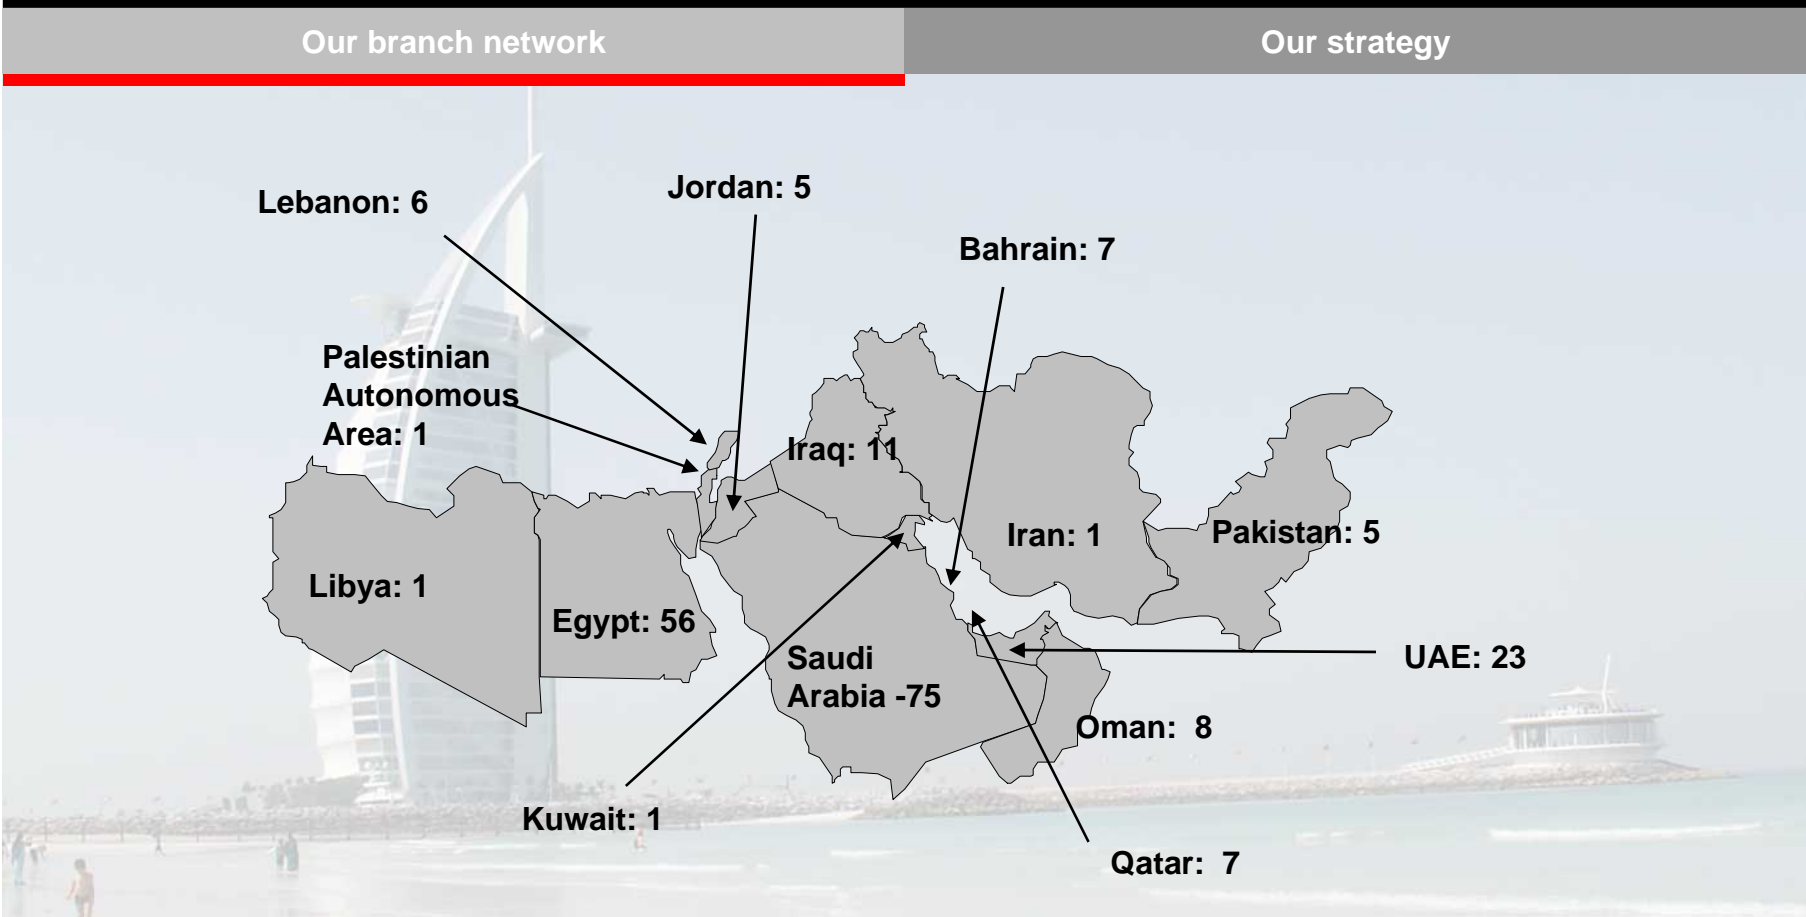 Our branch network
Our strategy
Lebanon: 6
Jordan: 5
Bahrain: 7
Palestinian
Autonomous
Area: 1
Iraq: 11
Iran: 1
Pakistan: 5
Libya: 1
Egypt: 56
Saudi
Arabia -75
UAE: 23
Oman:  8
Kuwait: 1
Qatar:  7